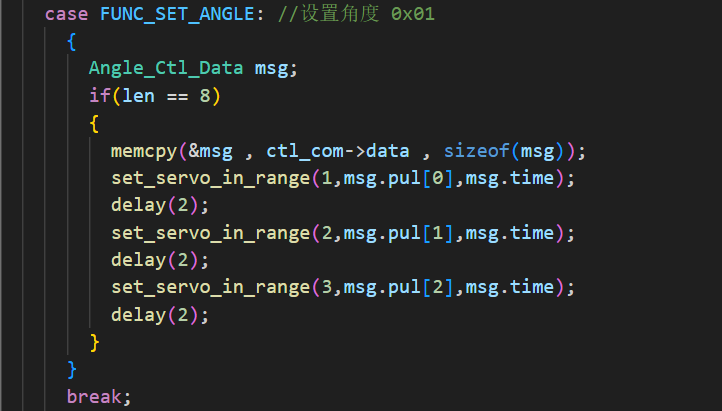 case FUNC_SET_ANGLE: //设置角度 0x01
{
Angle_Ctl_Data msg;
if(len == 8)
{
memcpy(&msg , ctl_com->data , sizeof(msg));
set_servo_in_range(1,msg.pul[0],msg.time);
delay(2);
set_servo_in_range(2,msg.pul[1],msg.time);
delay(2);
set_servo_in_range(3,msg.pul[2],msg.time);
delay(2);
}
}
break;